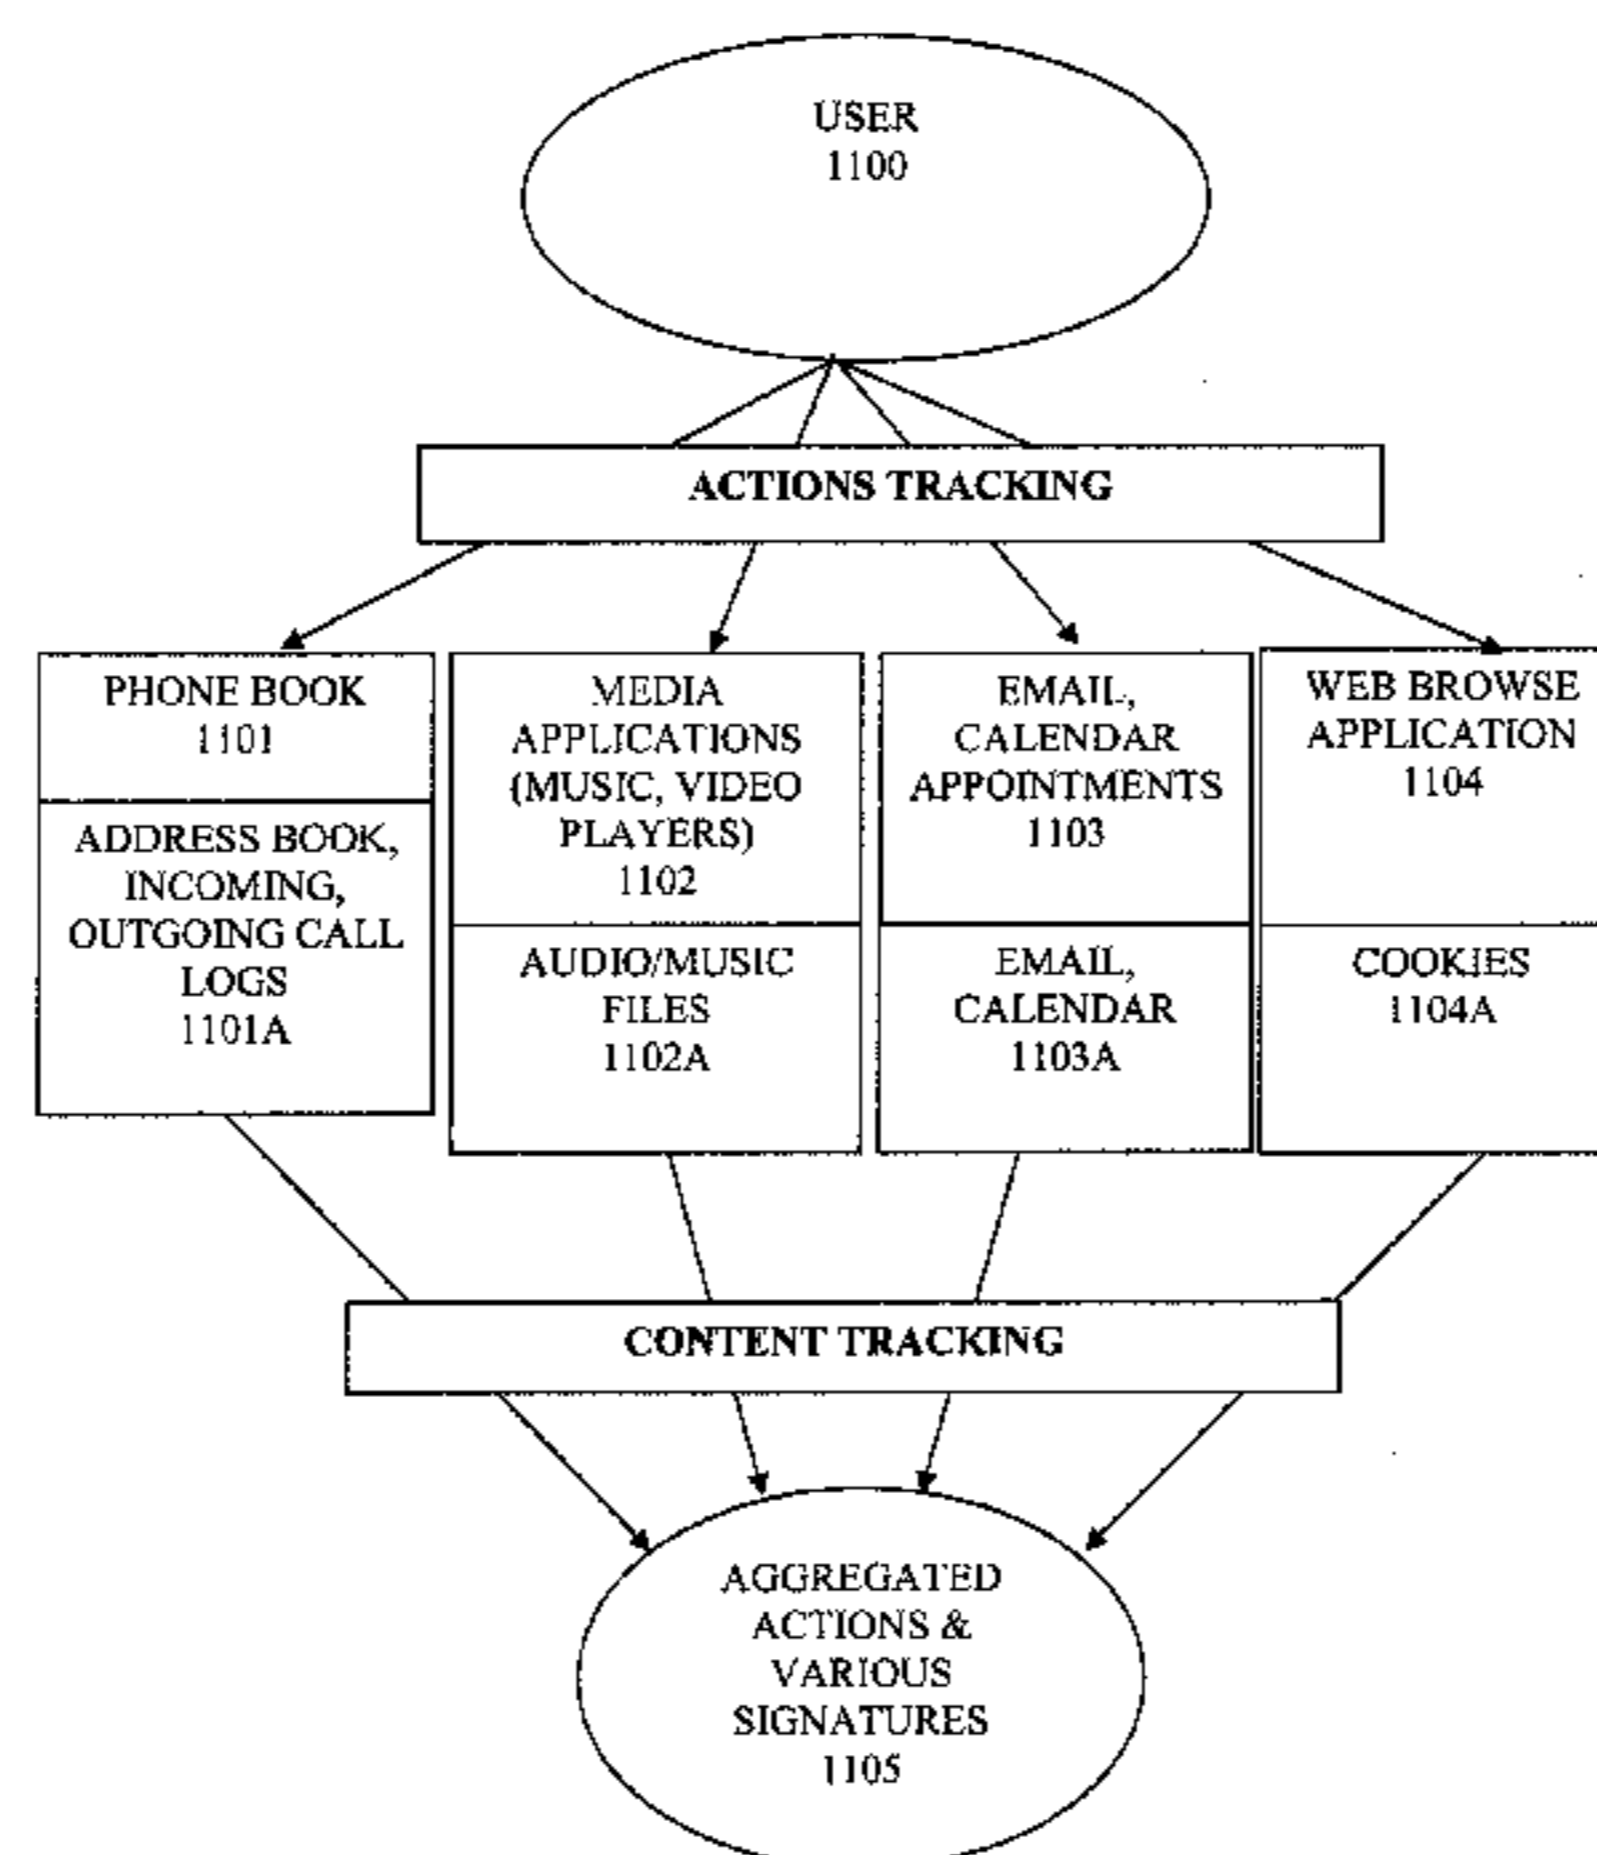 USER
1100
ACTIONS TRACKING
PHONE BOOK
1101
ADDRESS BOOK,
INCOMING,
OUTGOING CALL
LOGS
1101A
MEDIA
APPLICATIONS
(MUSIC, VIDEO
PLAYERS)
1102
AUDIO/MUSIC
FILES
1102A
EMAIL,
CALENDAR
APPOINTMENTS
1103
EMAIL,
CALENDAR
1103A
WEB BROWSE
APPLICATION
1104
COOKIES
1104A
CONTENT TRACKING
AGGREGATED
ACTIONS &
VARIOUS
SIGNATURES
1105